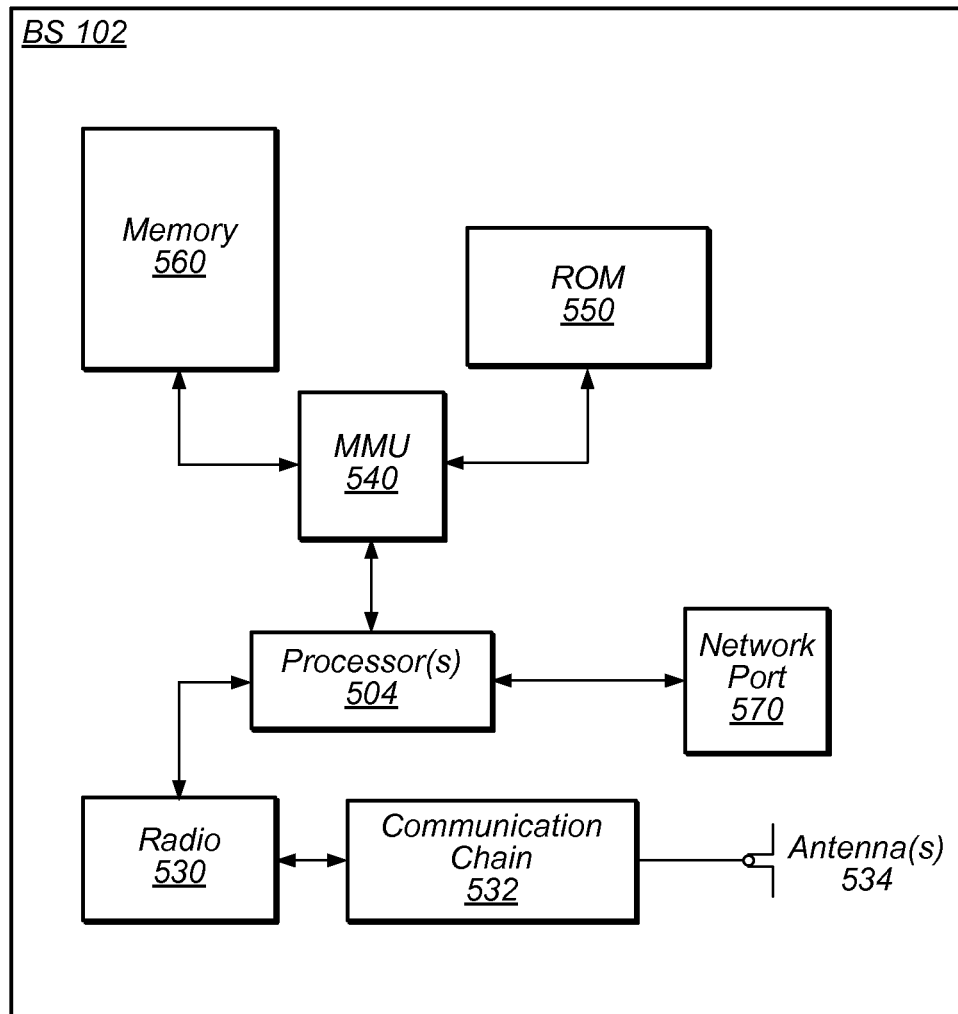 BS 102
Memory
560
ROM
550
MMU
540
Processor(s)
504
Network
Port
570
Radio
530
Communication
Chain
532
Antenna(s)
534